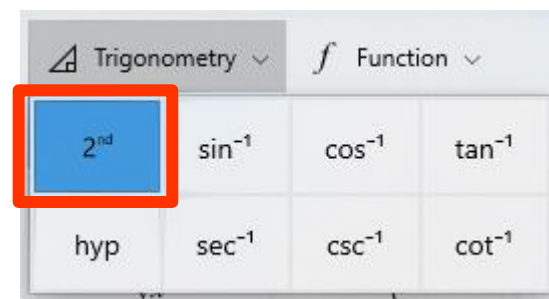 Trigonometry f Function
2ⁿᵈ sin⁻¹ cos⁻¹ tan⁻¹
hyp sec⁻¹ csc⁻¹ cot⁻¹